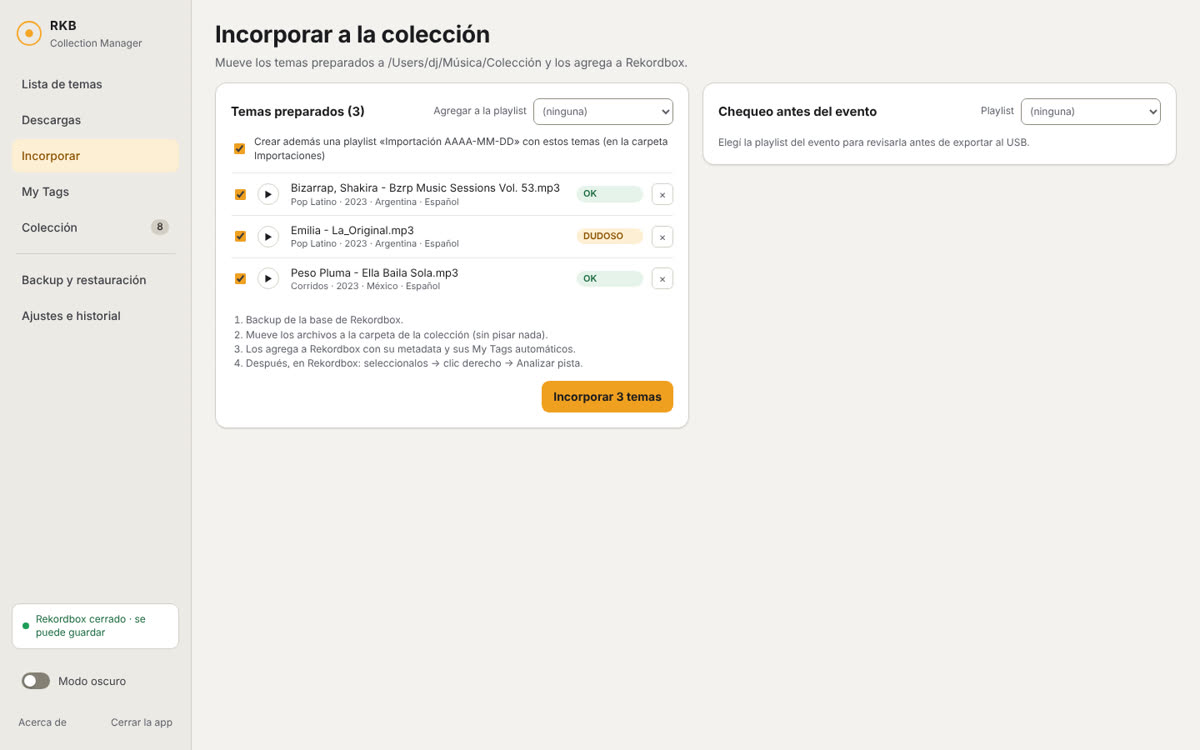 RKB
Collection Manager
Lista de temas
Descargas
Incorporar
My Tags
Colección
8
Backup y restauración
Ajustes e historial
Rekordbox cerrado · se
puede guardar
Modo oscuro
Acerca de
Cerrar la app
Incorporar a la colección
Mueve los temas preparados a /Users/dj/Música/Colección y los agrega a Rekordbox.
Temas preparados (3)
Agregar a la playlist
(ninguna)
Crear además una playlist «Importación AAAA-MM-DD» con estos temas (en la carpeta
Importaciones)
Bizarrap, Shakira - Bzrp Music Sessions Vol. 53.mp3
Pop Latino · 2023 · Argentina · Español
OK
×
Emilia - La_Original.mp3
Pop Latino · 2023 · Argentina · Español
DUDOSO
×
Peso Pluma - Ella Baila Sola.mp3
Corridos · 2023 · México · Español
OK
×
1. Backup de la base de Rekordbox.
2. Mueve los archivos a la carpeta de la colección (sin pisar nada).
3. Los agrega a Rekordbox con su metadata y sus My Tags automáticos.
4. Después, en Rekordbox: seleccionalos → clic derecho → Analizar pista.
Incorporar 3 temas
Chequeo antes del evento
Playlist
(ninguna)
Elegí la playlist del evento para revisarla antes de exportar al USB.